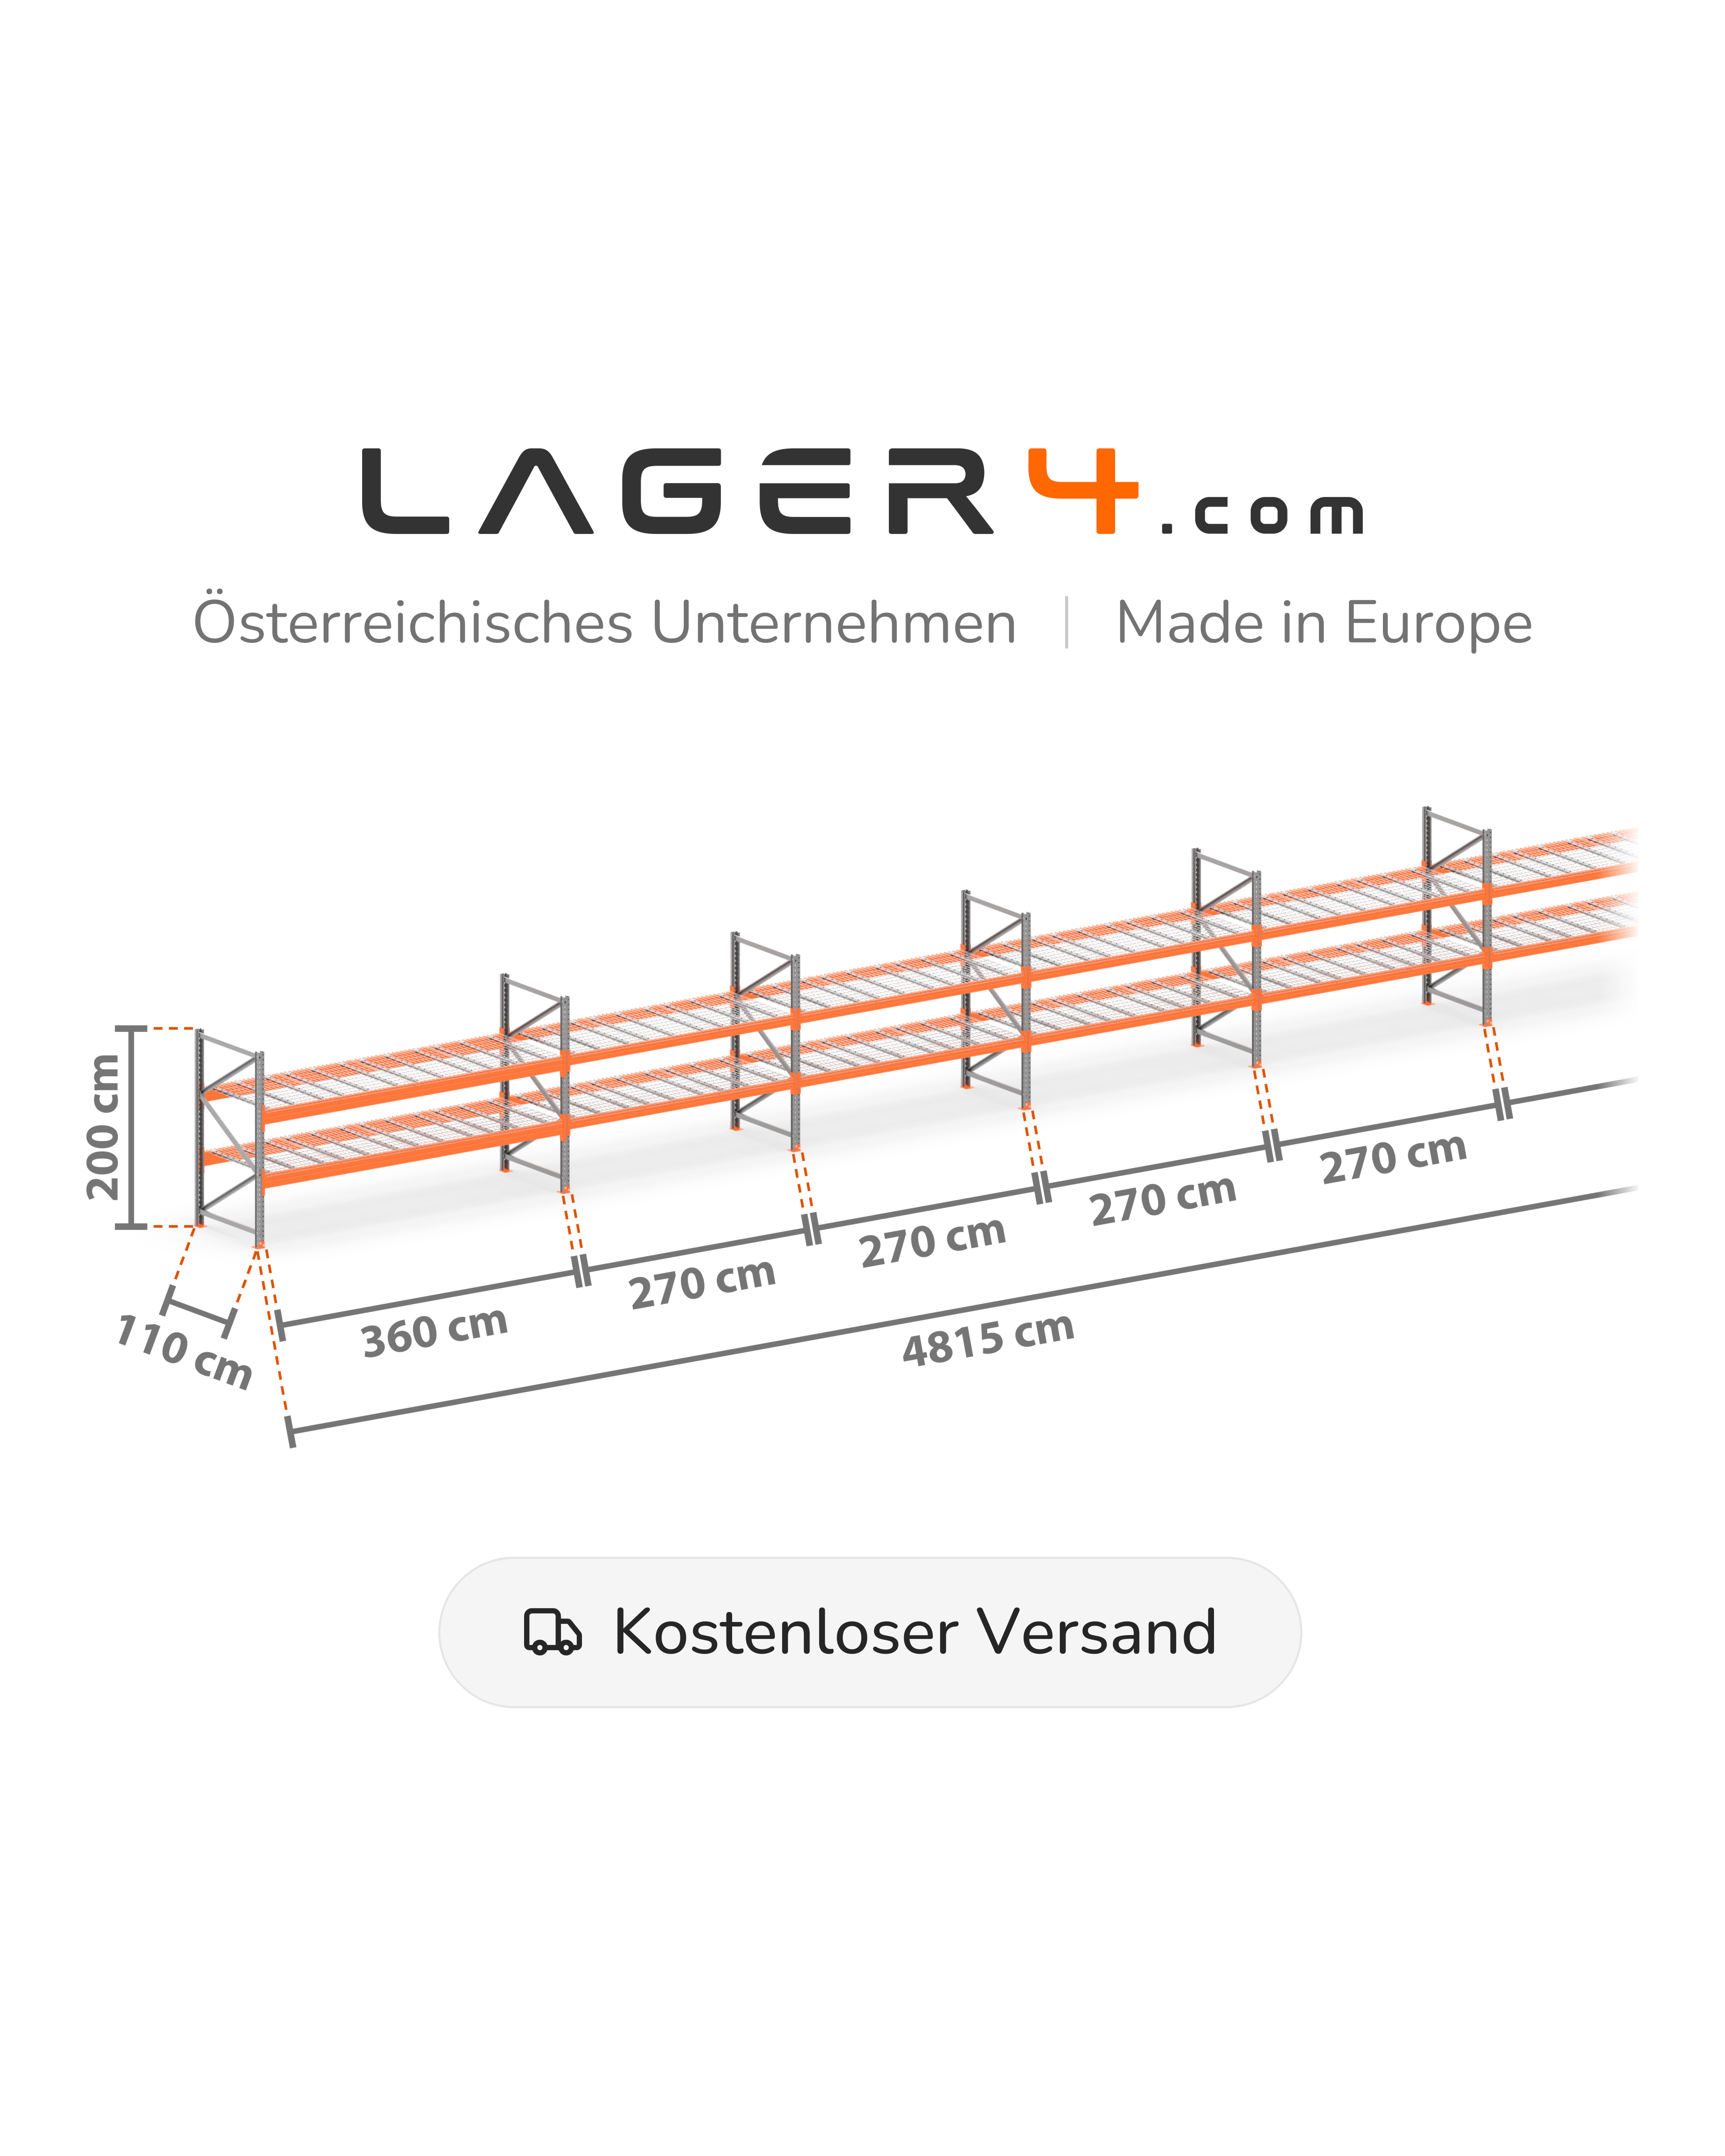 LAGER4.com
Österreichisches Unternehmen | Made in Europe
200 cm
110 cm
360 cm
270 cm
270 cm
270 cm
270 cm
4815 cm
Kostenloser Versand